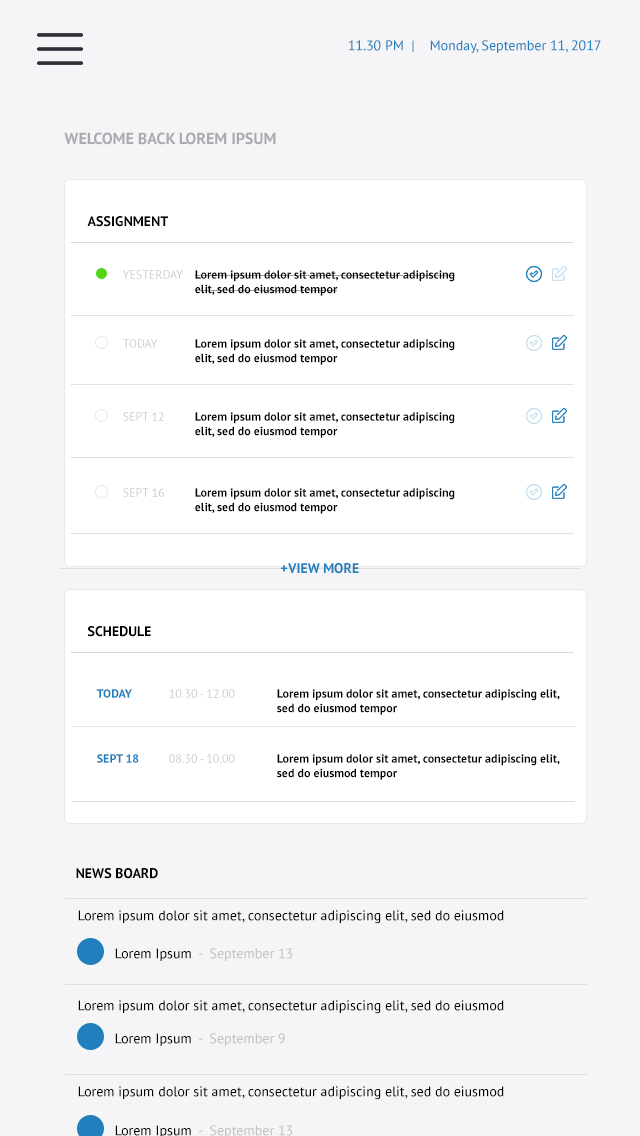 11.30 PM | Monday, September 11, 2017
WELCOME BACK LOREM IPSUM
ASSIGNMENT
YESTERDAY Lorem ipsum dolor sit amet, consectetur adipiscing
elit, sed do eiusmod tempor
TODAY Lorem ipsum dolor sit amet, consectetur adipiscing
elit, sed do eiusmod tempor
SEPT 12 Lorem ipsum dolor sit amet, consectetur adipiscing
elit, sed do eiusmod tempor
SEPT 16 Lorem ipsum dolor sit amet, consectetur adipiscing
elit, sed do eiusmod tempor
+VIEW MORE
SCHEDULE
TODAY 10.30 - 12.00 Lorem ipsum dolor sit amet, consectetur adipiscing elit,
sed do eiusmod tempor
SEPT 18 08.30 - 10.00 Lorem ipsum dolor sit amet, consectetur adipiscing elit,
sed do eiusmod tempor
NEWS BOARD
Lorem ipsum dolor sit amet, consectetur adipiscing elit, sed do eiusmod
Lorem Ipsum - September 13
Lorem ipsum dolor sit amet, consectetur adipiscing elit, sed do eiusmod
Lorem Ipsum - September 9
Lorem ipsum dolor sit amet, consectetur adipiscing elit, sed do eiusmod
Lorem Ipsum - September 13